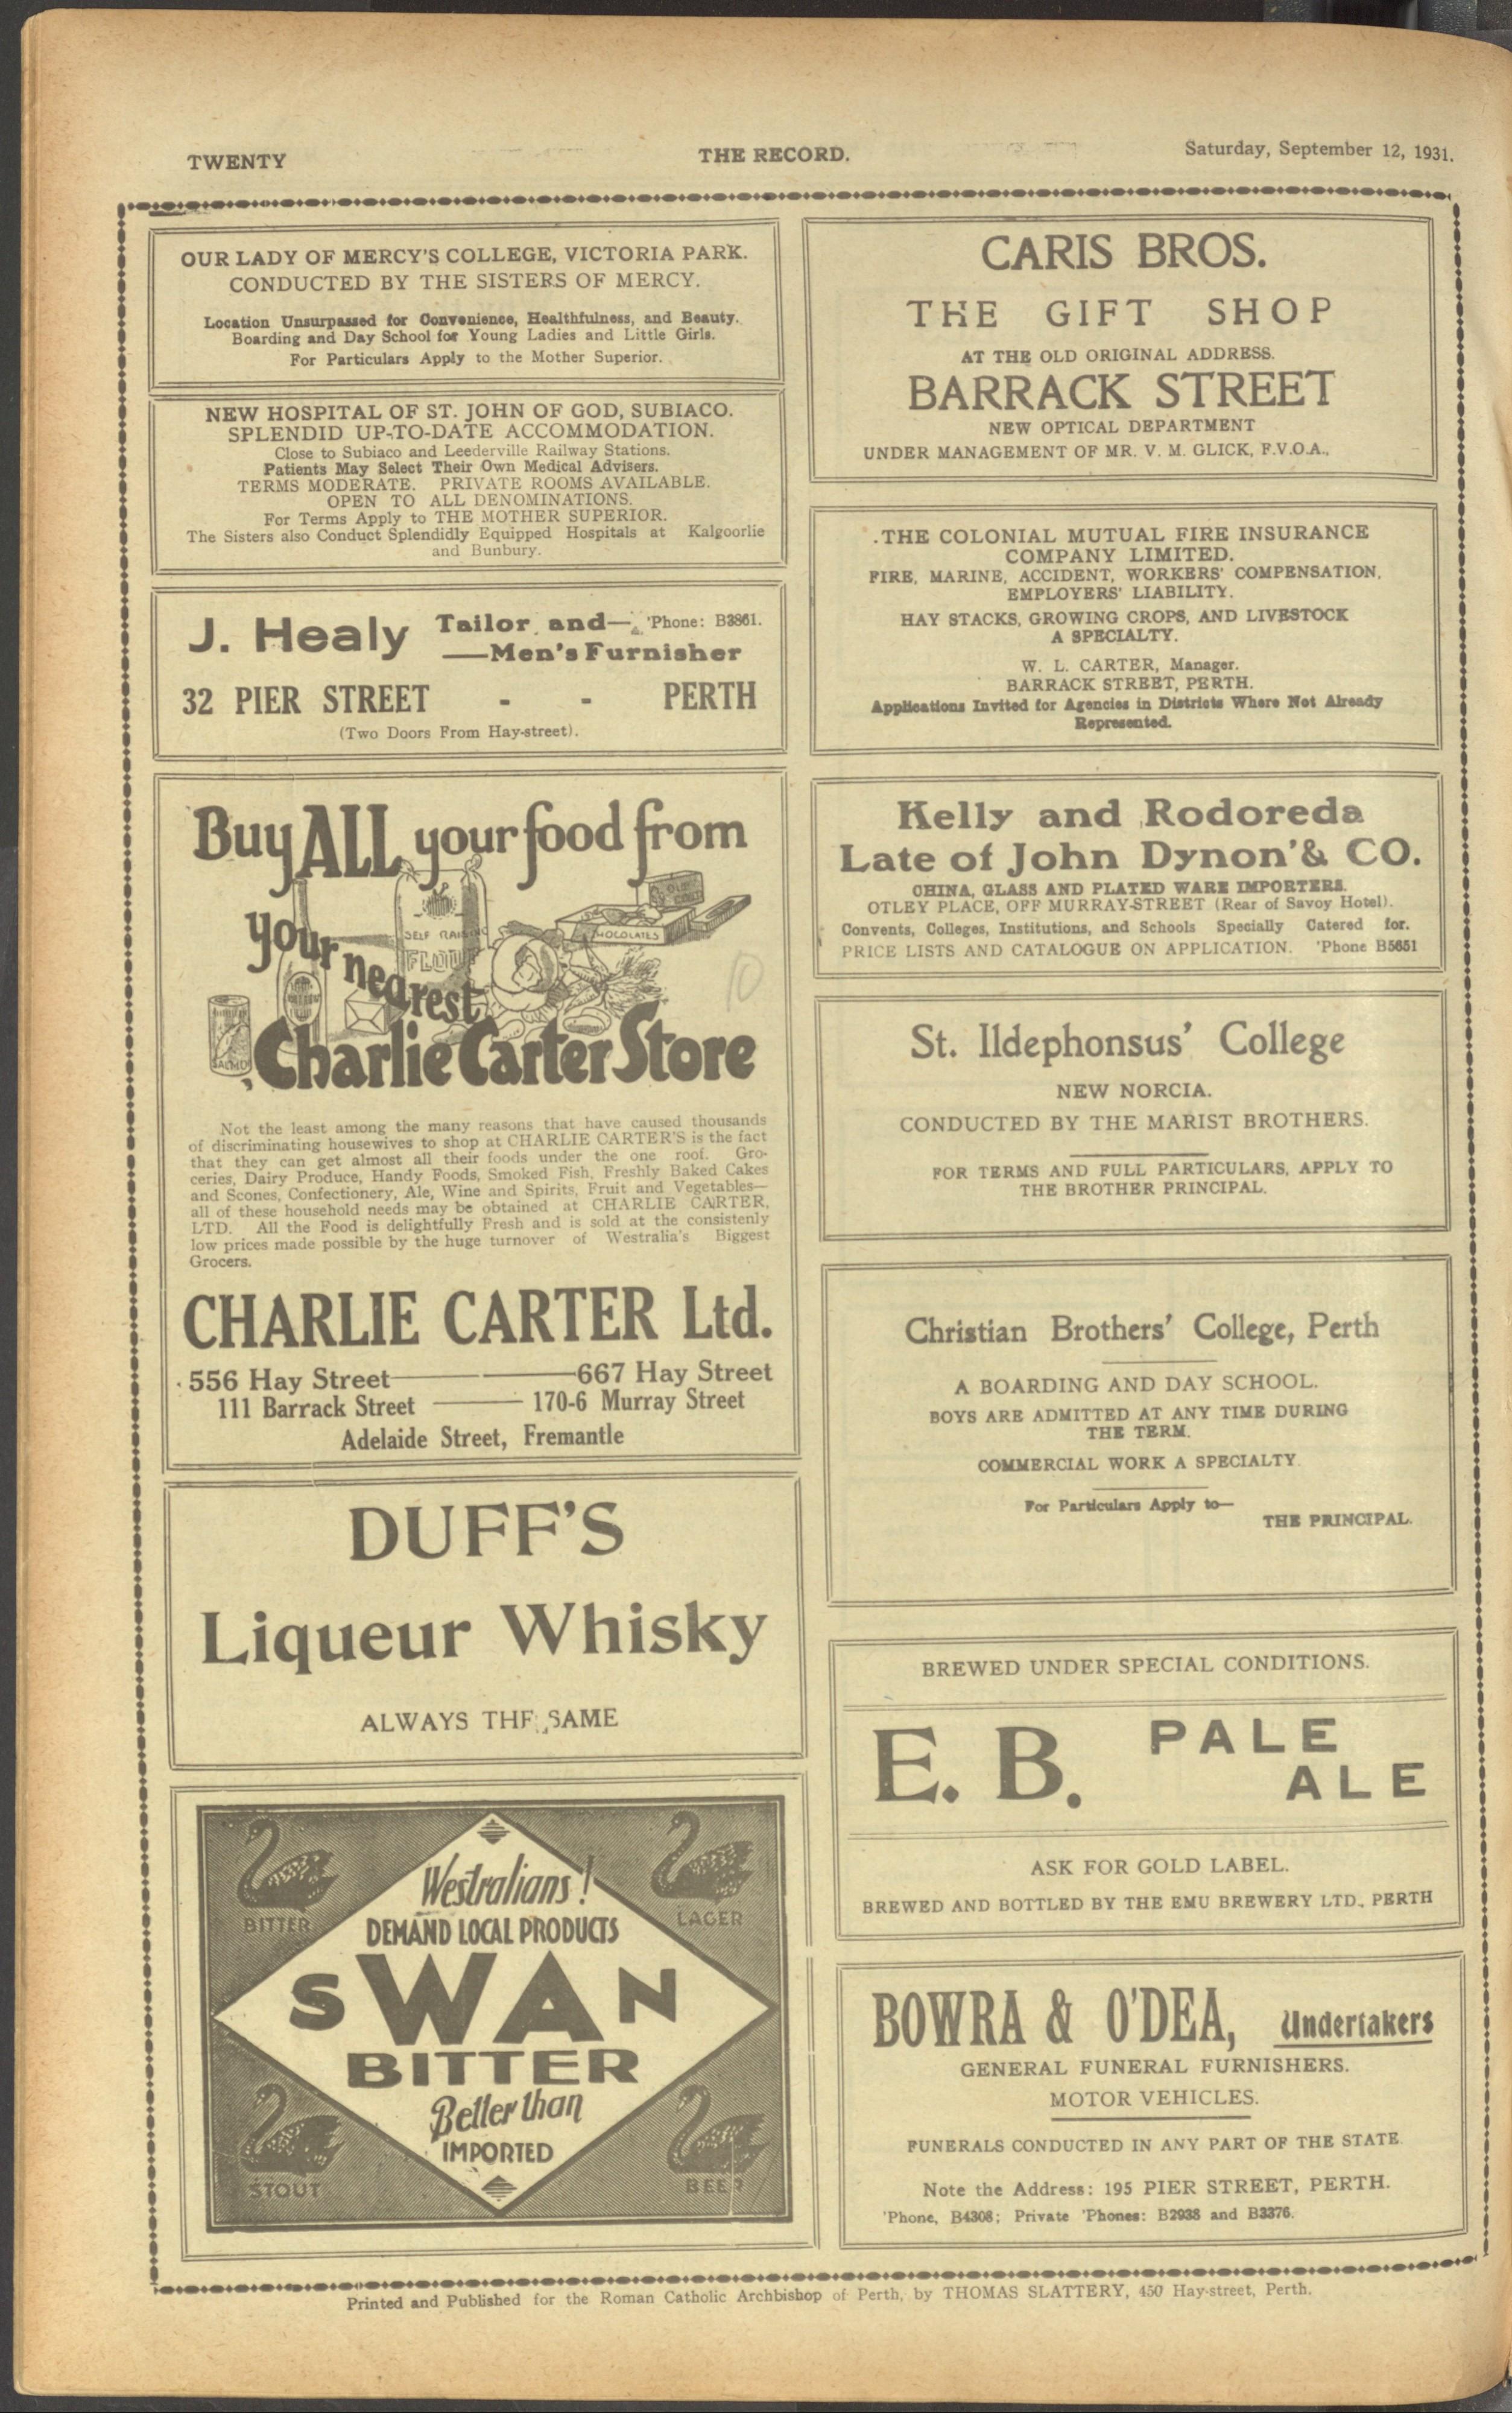 TWENTY
THE RECORD.
Saturday, September 12, 1931.
OUR LADY OF MERCY'S COLLEGE, VICTORIA PARK.
CONDUCTED BY THE SISTERS OF MERCY.
Location Unsurpassed for Convenience, Healthfulness, and Beauty.
Boarding and Day School for Young Ladies and Little Girls.
For Particulars Apply to the Mother Superior.
NEW HOSPITAL OF ST. JOHN OF GOD, SUBIACO.
SPLENDID UP-TO-DATE ACCOMMODATION.
Close to Subiaco and Leederville Railway Stations.
Patients May Select Their Own Medical Advisers.
TERMS MODERATE. PRIVATE ROOMS AVAILABLE.
OPEN TO ALL DENOMINATIONS.
For Terms Apply to THE MOTHER SUPERIOR.
The Sisters also Conduct Splendidly Equipped Hospitals at Kalgoorlie
and Bunbury.
J. Healy
Tailor and— 'Phone: B3861.
—Men's Furnisher
32 PIER STREET - - PERTH
(Two Doors From Hay-street).
Buy ALL your food from
your nearest
Charlie Carter Store
SELF RAISING
FLOUR
CHOCOLATES
OLD GOLD
SALMON
10
Not the least among the many reasons that have caused thousands
of discriminating housewives to shop at CHARLIE CARTER'S is the fact
that they can get almost all their foods under the one roof. Gro-
ceries, Dairy Produce, Handy Foods, Smoked Fish, Freshly Baked Cakes
and Scones, Confectionery, Ale, Wine and Spirits, Fruit and Vegetables—
all of these household needs may be obtained at CHARLIE CARTER,
LTD. All the Food is delightfully Fresh and is sold at the consistenly
low prices made possible by the huge turnover of Westralia's Biggest
Grocers.
CHARLIE CARTER Ltd.
556 Hay Street—— ——667 Hay Street
111 Barrack Street —— 170-6 Murray Street
Adelaide Street, Fremantle
DUFF'S
Liqueur Whisky
ALWAYS THE SAME
BITTER
LAGER
Westralians!
DEMAND LOCAL PRODUCTS
SWAN
BITTER
Better than
IMPORTED
STOUT
BEER
CARIS BROS.
THE GIFT SHOP
AT THE OLD ORIGINAL ADDRESS.
BARRACK STREET
NEW OPTICAL DEPARTMENT
UNDER MANAGEMENT OF MR. V. M. GLICK, F.V.O.A.,
THE COLONIAL MUTUAL FIRE INSURANCE
COMPANY LIMITED.
FIRE, MARINE, ACCIDENT, WORKERS' COMPENSATION,
EMPLOYERS' LIABILITY.
HAY STACKS, GROWING CROPS, AND LIVESTOCK
A SPECIALTY.
W. L. CARTER, Manager.
BARRACK STREET, PERTH.
Applications Invited for Agencies in Districts Where Not Already
Represented.
Kelly and Rodoreda
Late of John Dynon'& CO.
CHINA, GLASS AND PLATED WARE IMPORTERS.
OTLEY PLACE, OFF MURRAY-STREET (Rear of Savoy Hotel).
Convents, Colleges, Institutions, and Schools Specially Catered for.
PRICE LISTS AND CATALOGUE ON APPLICATION. 'Phone B5651
St. Ildephonsus' College
NEW NORCIA.
CONDUCTED BY THE MARIST BROTHERS.
FOR TERMS AND FULL PARTICULARS, APPLY TO
THE BROTHER PRINCIPAL.
Christian Brothers' College, Perth
A BOARDING AND DAY SCHOOL.
BOYS ARE ADMITTED AT ANY TIME DURING
THE TERM.
COMMERCIAL WORK A SPECIALTY.
For Particulars Apply to—
THE PRINCIPAL.
BREWED UNDER SPECIAL CONDITIONS.
E. B. PALE
ALE
ASK FOR GOLD LABEL.
BREWED AND BOTTLED BY THE EMU BREWERY LTD., PERTH
BOWRA & O'DEA, Undertakers
GENERAL FUNERAL FURNISHERS.
MOTOR VEHICLES.
FUNERALS CONDUCTED IN ANY PART OF THE STATE.
Note the Address: 195 PIER STREET, PERTH.
'Phone, B4308; Private 'Phones: B2938 and B3376.
Printed and Published for the Roman Catholic Archbishop of Perth, by THOMAS SLATTERY, 450 Hay-street, Perth.